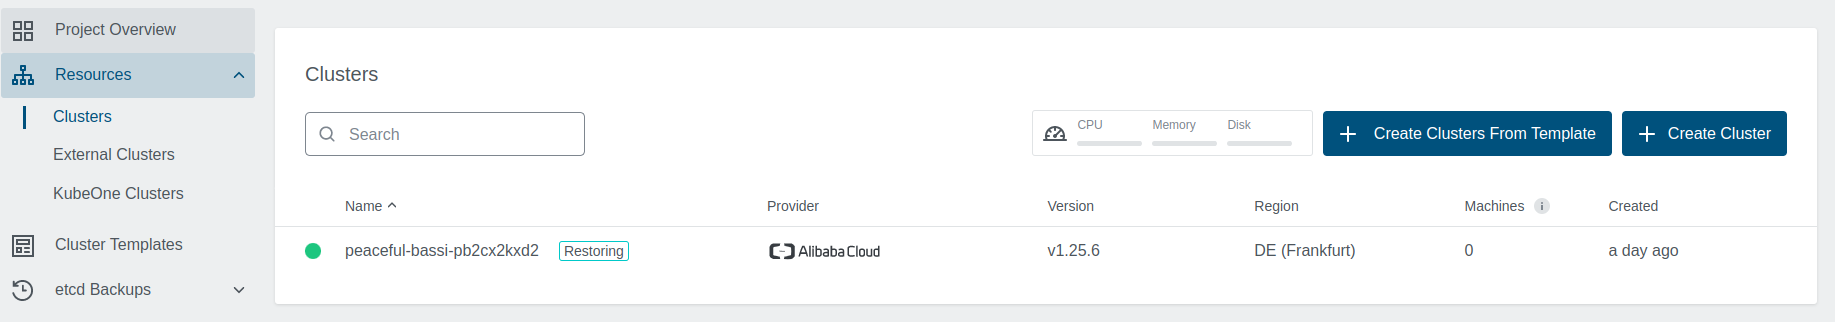 Project Overview
Resources
Clusters
External Clusters
KubeOne Clusters
Cluster Templates
etcd Backups
Clusters
Search
CPU Memory Disk
Create Clusters From Template
Create Cluster
Name Provider Version Region Machines Created
peaceful-bassi-pb2cx2kxd2 Restoring Alibaba Cloud v1.25.6 DE (Frankfurt) 0 a day ago